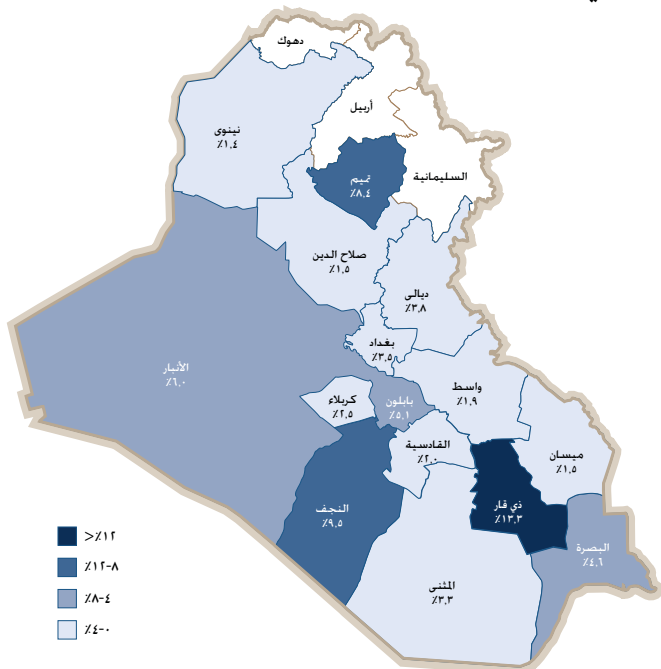 دهوك
أربيل
نينوى
٪١,٤
السليمانية
تميم
٪٨,٤
صلاح الدين
٪١,٥
ديالى
٪٣,٨
بغداد
٪٣,٥
الأنبار
٪٦,٠
واسط
٪١,٩
بابلون
٪٥,١
كربلاء
٪٢,٥
القادسية
٪٢,٠
ميسان
٪١,٥
ذي قار
٪١٣,٣
النجف
٪٩,٥
البصرة
٪٤,٦
المثنى
٪٣,٣
>٪١٢
٪١٢-٨
٪٨-٤
٪٤-٠